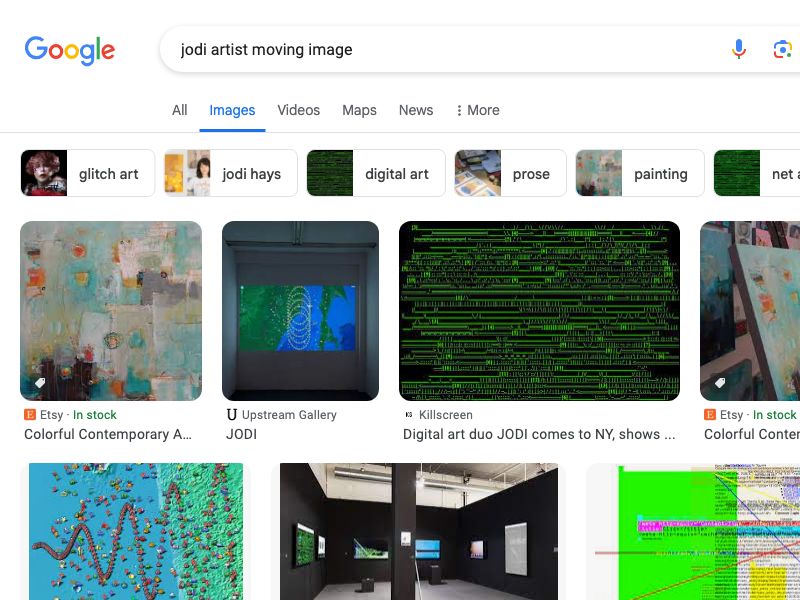 Google
jodi artist moving image
All
Images
Videos
Maps
News
More
glitch art
jodi hays
digital art
prose
painting
net a
Etsy · In stock
Colorful Contemporary A...
U Upstream Gallery
JODI
KS Killscreen
Digital art duo JODI comes to NY, shows ...
Etsy · In stock
Colorful Conter